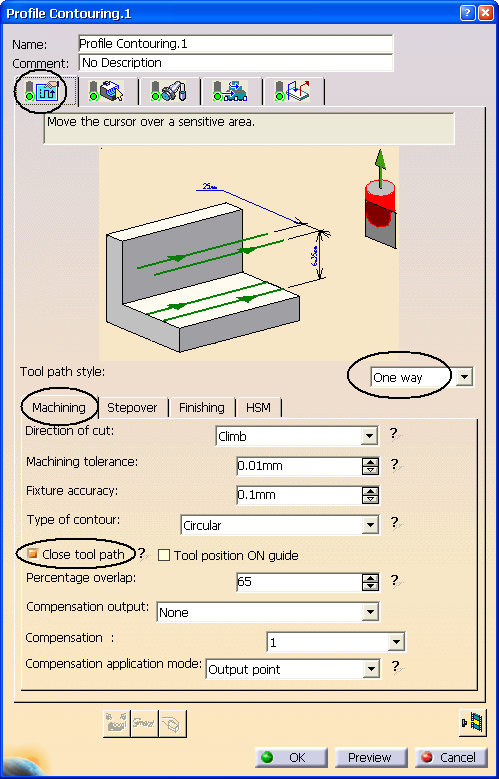 Profile Contouring.1
Name: Profile Contouring.1
Comment: No Description
Move the cursor over a sensitive area.
25mm
6.35mm
Tool path style: One way
Machining Stepover Finishing HSM
Direction of cut: Climb ?
Machining tolerance: 0.01mm ?
Fixture accuracy: 0.1mm
Type of contour: Circular ?
Close tool path ? Tool position ON guide
Percentage overlap: 65 ?
Compensation output: None
Compensation : 1
Compensation application mode: Output point ?
OK Preview Cancel